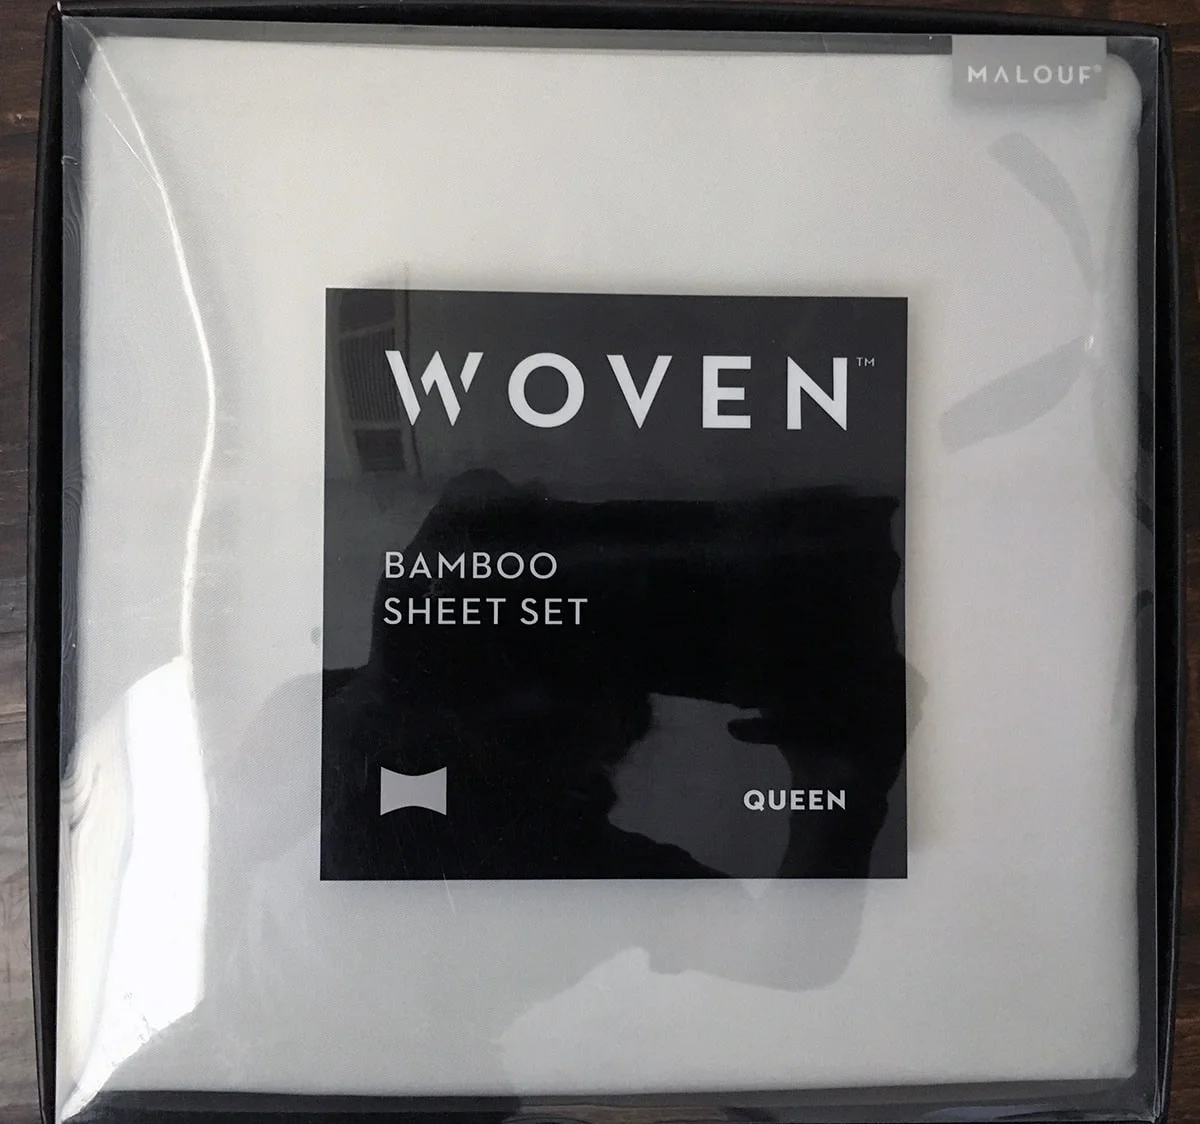 MALOUF®
WOVEN™
BAMBOO
SHEET SET
QUEEN